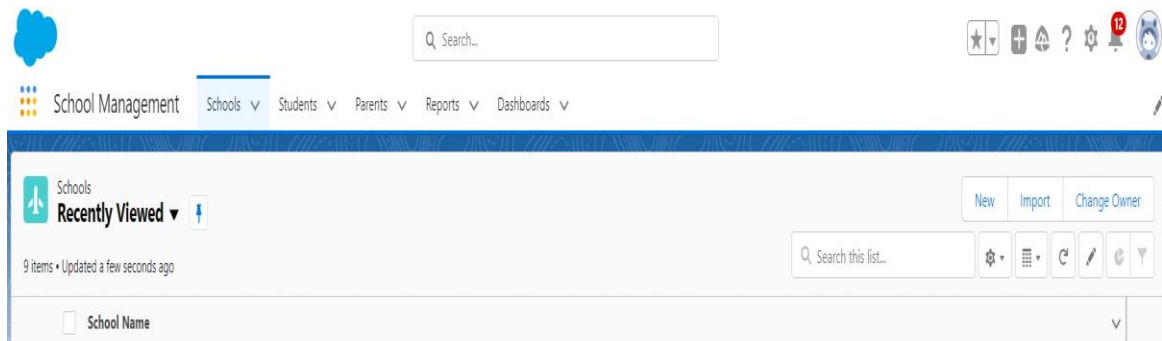 Search...
12
School Management Schools Students Parents Reports Dashboards
Schools
Recently Viewed
New Import Change Owner
9 items • Updated a few seconds ago
Search this list...
School Name